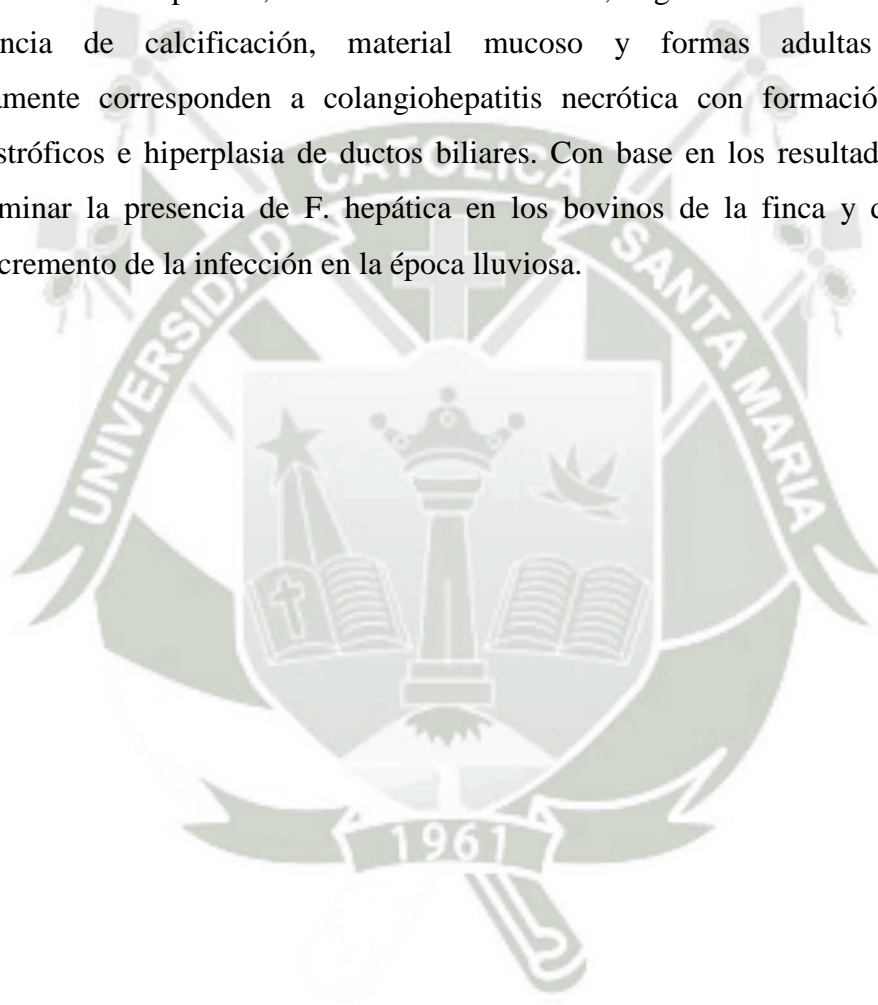 ncia de calcificación, material mucoso y formas adultas
amente corresponden a colangiohepatitis necrótica con formació
stróficos e hiperplasia de ductos biliares. Con base en los resultad
minar la presencia de F. hepática en los bovinos de la finca y
cremento de la infección en la época lluviosa.
UNIVERSIDAD CATOLICA SANTA MARIA
1961